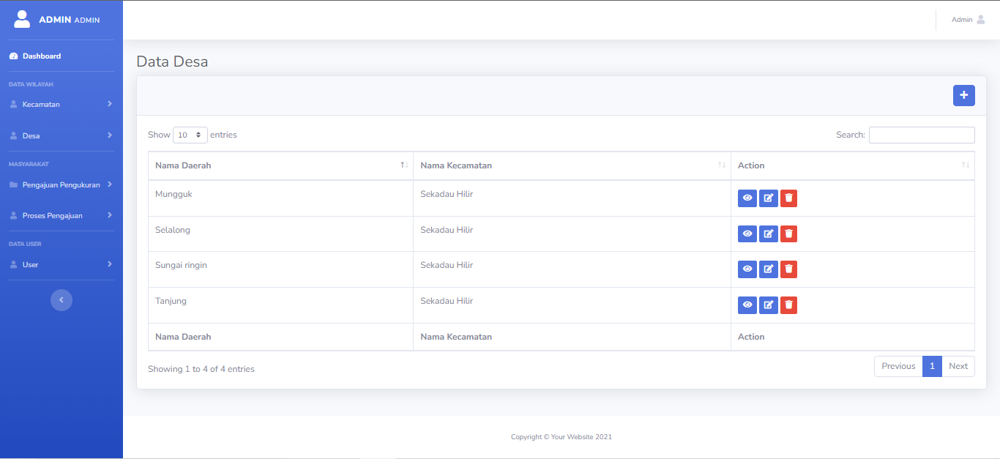 ADMIN ADMIN
Admin
Dashboard
DATA WILAYAH
Kecamatan
Desa
MASYARAKAT
Pengajuan Pengukuran
Proses Pengajuan
DATA USER
User
Data Desa
Show 10 entries
Search:
Nama Daerah Nama Kecamatan Action
Mungguk Sekadau Hilir
Selalong Sekadau Hilir
Sungai ringin Sekadau Hilir
Tanjung Sekadau Hilir
Nama Daerah Nama Kecamatan Action
Showing 1 to 4 of 4 entries
Previous 1 Next
Copyright © Your Website 2021